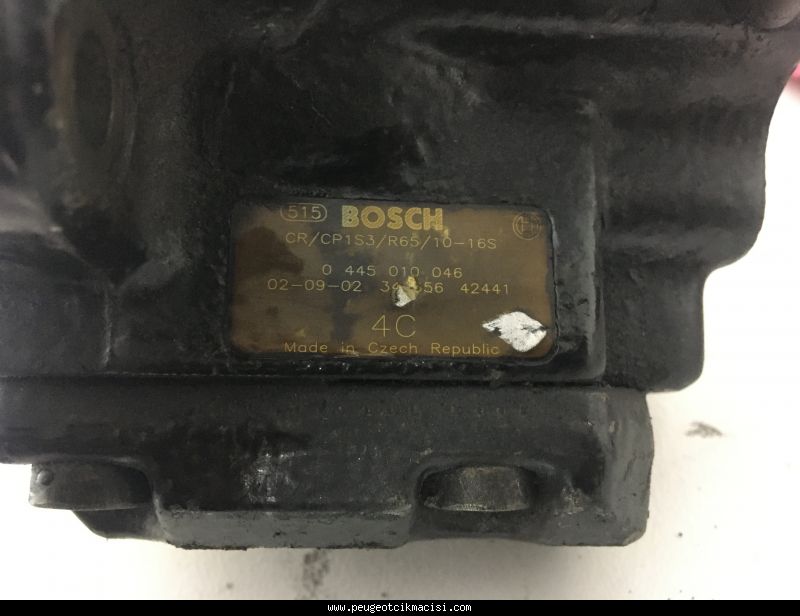 515 BOSCH
CR/CP1S3/R65/10-16S
0 445 010 046
02-09-02 42441
4C
Made in Czech Republic
www.peugeotcikmacisi.com